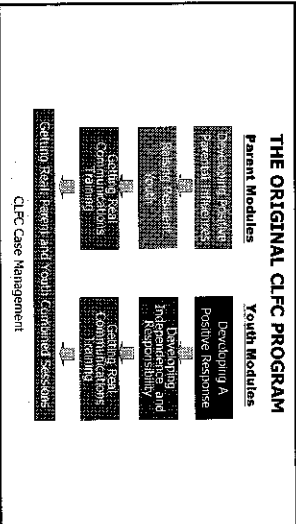 THE ORIGINAL CLFC PROGRAM
Parent Modules
Youth Modules
Developing Positive
Parental Influences
Raising Resilient
Youth
Getting Real
Communications
Training
Developing A
Positive Response
Developing
Independence and
Responsibility
Getting Real
Communications
Training
Getting Real Parent and Youth Combined Sessions
CLFC Case Management